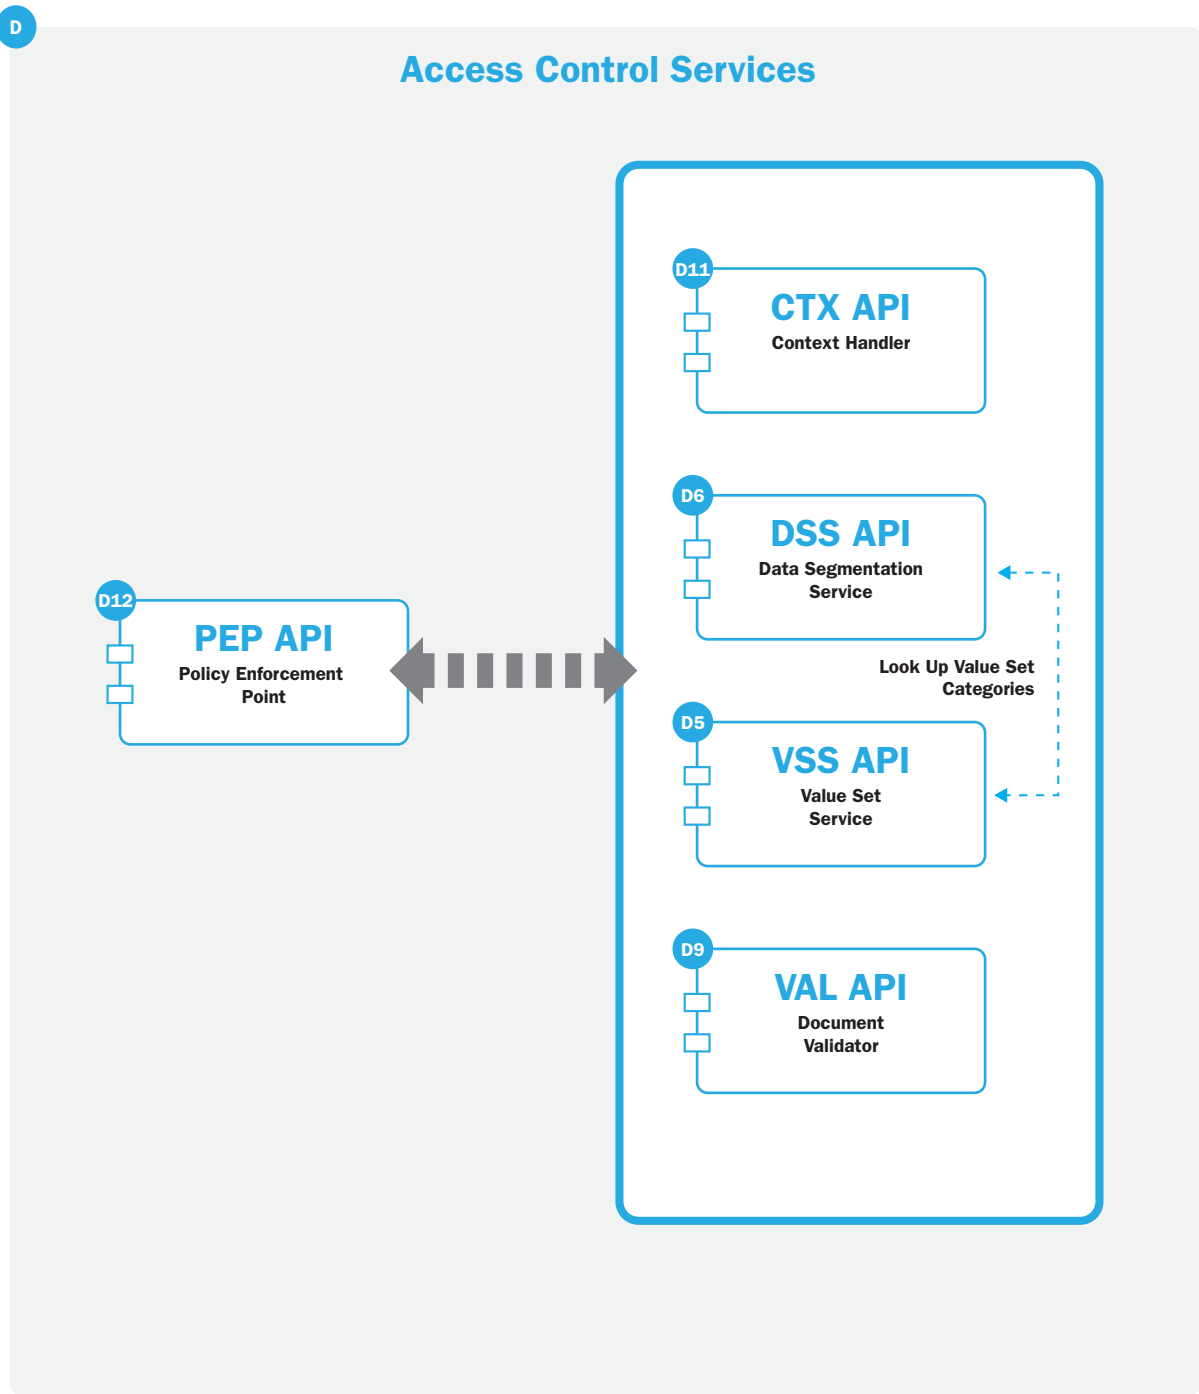 D
Access Control Services
D11
CTX API
Context Handler
D6
DSS API
Data Segmentation
Service
D12
PEP API
Policy Enforcement
Point
Look Up Value Set
Categories
D5
VSS API
Value Set
Service
D9
VAL API
Document
Validator